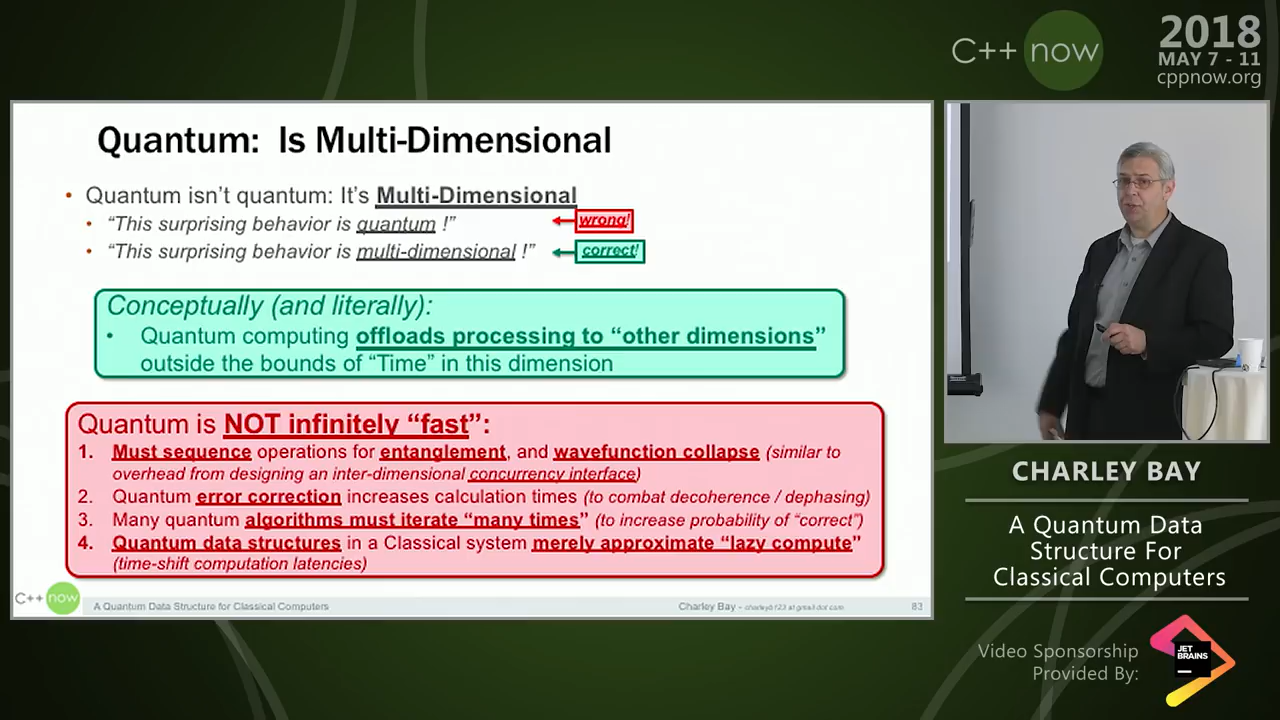 C++ now
2018
MAY 7 - 11
cppnow.org
Quantum: Is Multi-Dimensional
• Quantum isn't quantum: It's Multi-Dimensional
• “This surprising behavior is quantum !”
wrong!
• “This surprising behavior is multi-dimensional !”
correct!
Conceptually (and literally):
• Quantum computing offloads processing to “other dimensions”
outside the bounds of “Time” in this dimension
Quantum is NOT infinitely “fast”:
1. Must sequence operations for entanglement, and wavefunction collapse (similar to
overhead from designing an inter-dimensional concurrency interface)
2. Quantum error correction increases calculation times (to combat decoherence / dephasing)
3. Many quantum algorithms must iterate “many times” (to increase probability of “correct”)
4. Quantum data structures in a Classical system merely approximate “lazy compute”
(time-shift computation latencies)
C++ now
A Quantum Data Structure for Classical Computers
Charley Bay – charleyb123 at gmail dot com
83
CHARLEY BAY
A Quantum Data
Structure For
Classical Computers
Video Sponsorship
Provided By:
JET
BRAINS